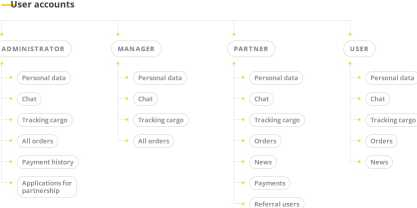 User accounts
ADMINISTRATOR
Personal data
Chat
Tracking cargo
All orders
Payment history
Applications for
partnership
MANAGER
Personal data
Chat
Tracking cargo
All orders
PARTNER
Personal data
Chat
Tracking cargo
Orders
News
Payments
Referral users
USER
Personal data
Chat
Tracking cargo
Orders
News